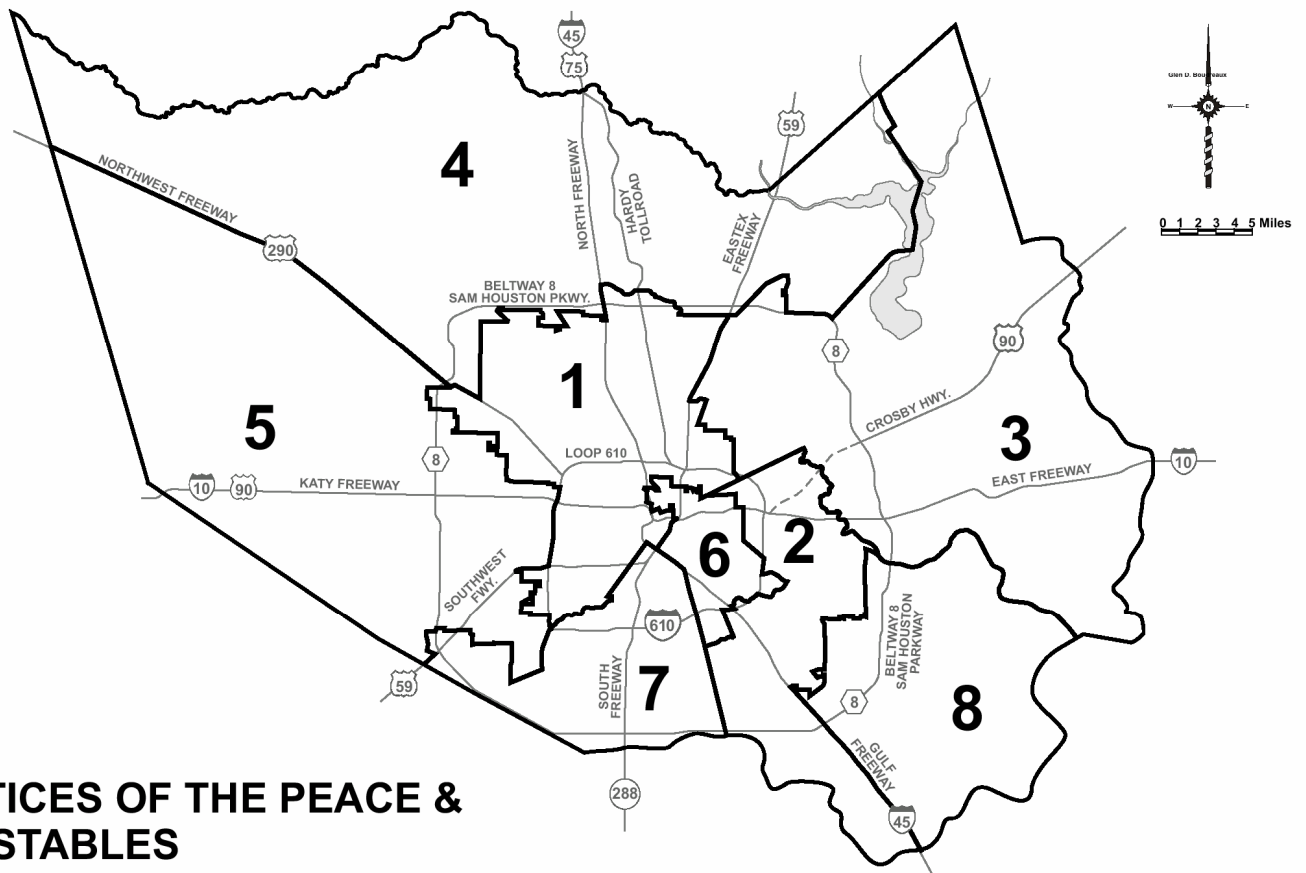 45
75
Glen D. Boudreaux
W
N
E
59
4
NORTHWEST FREEWAY
NORTH FREEWAY
HARDY
TOLLROAD
EASTEX
FREEWAY
0 1 2 3 4 5 Miles
290
BELTWAY 8
SAM HOUSTON PKWY.
90
8
1
CROSBY HWY.
5
3
8
LOOP 610
10
EAST FREEWAY
10
90
KATY FREEWAY
6
2
SOUTHWEST
FWY.
610
BELTWAY 8
SAM HOUSTON
PARKWAY
59
SOUTH
FREEWAY
7
8
8
GULF
FREEWAY
288
45
TICES OF THE PEACE &
STABLES